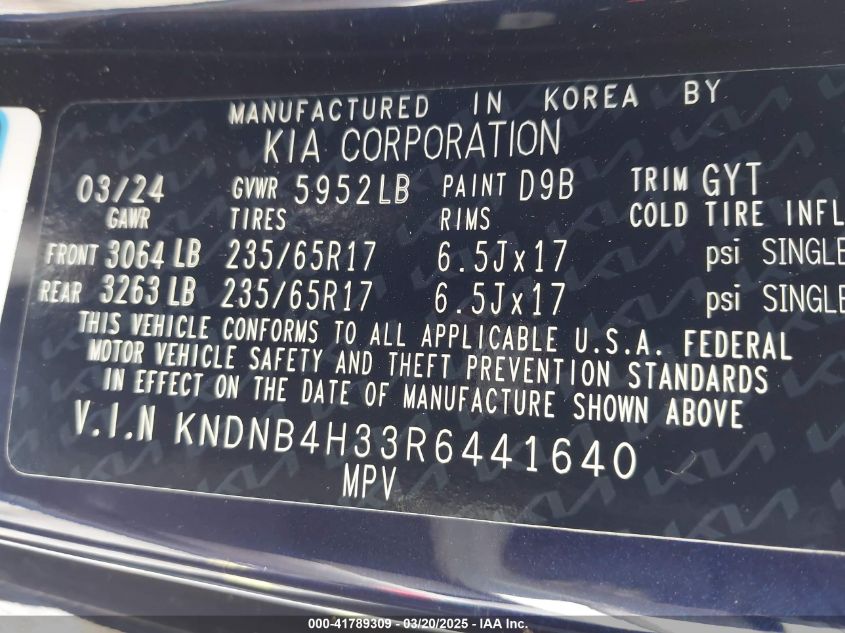 MANUFACTURED IN KOREA BY
KIA CORPORATION
03/24 GVWR 5952LB PAINT D9B TRIM GYT
GAWR TIRES RIMS COLD TIRE INFL
FRONT 3064 LB 235/65R17 6.5Jx17 psi SINGLE
REAR 3263 LB 235/65R17 6.5Jx17 psi SINGLE
THIS VEHICLE CONFORMS TO ALL APPLICABLE U.S.A. FEDERAL
MOTOR VEHICLE SAFETY AND THEFT PREVENTION STANDARDS
IN EFFECT ON THE DATE OF MANUFACTURE SHOWN ABOVE
V.I.N KNDNB4H33R6441640
MPV
000-41789309 — 03/20/2025 — IAA Inc.